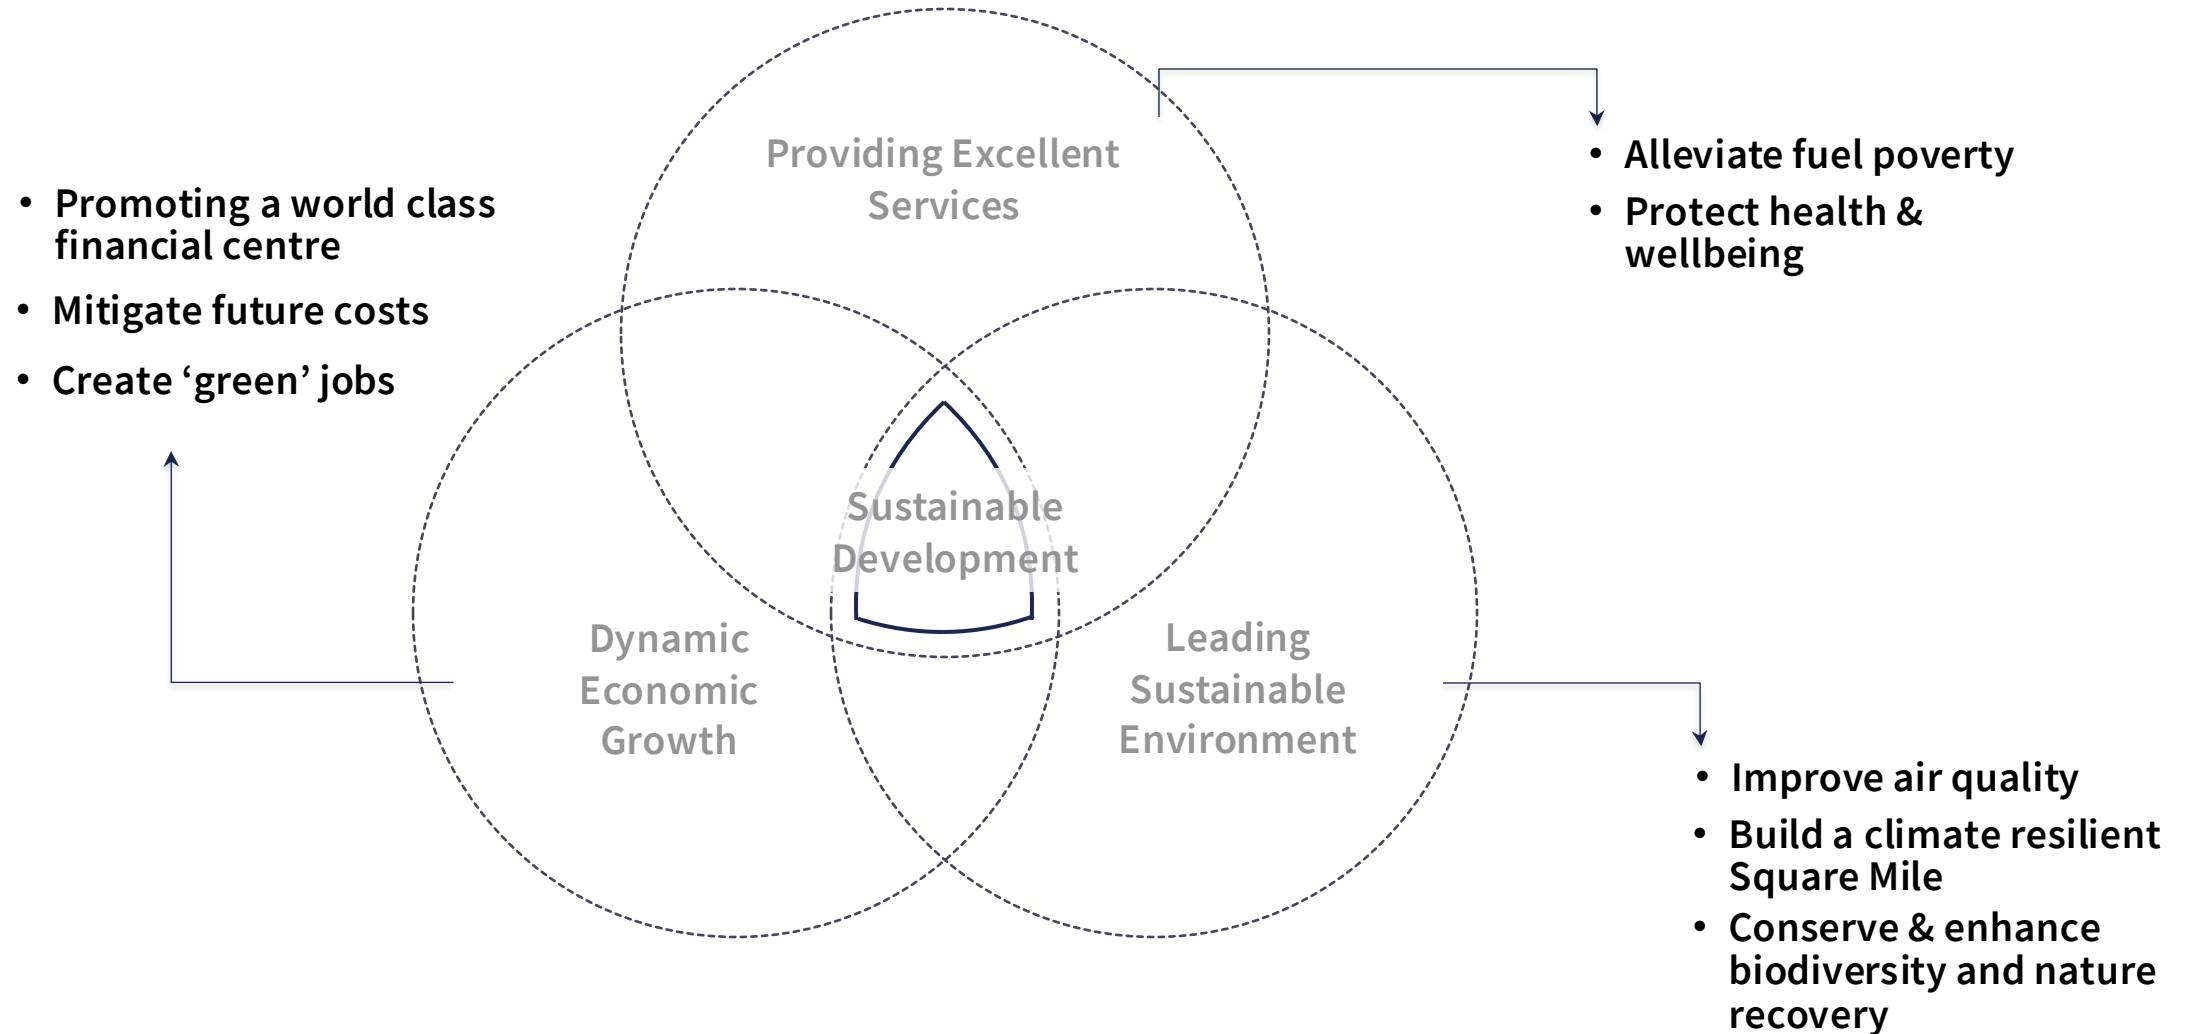 Providing Excellent
Services
• Alleviate fuel poverty
• Protect health &
wellbeing
• Promoting a world class
financial centre
• Mitigate future costs
• Create ‘green’ jobs
Sustainable
Development
Dynamic
Economic
Growth
Leading
Sustainable
Environment
• Improve air quality
• Build a climate resilient
Square Mile
• Conserve & enhance
biodiversity and nature
recovery